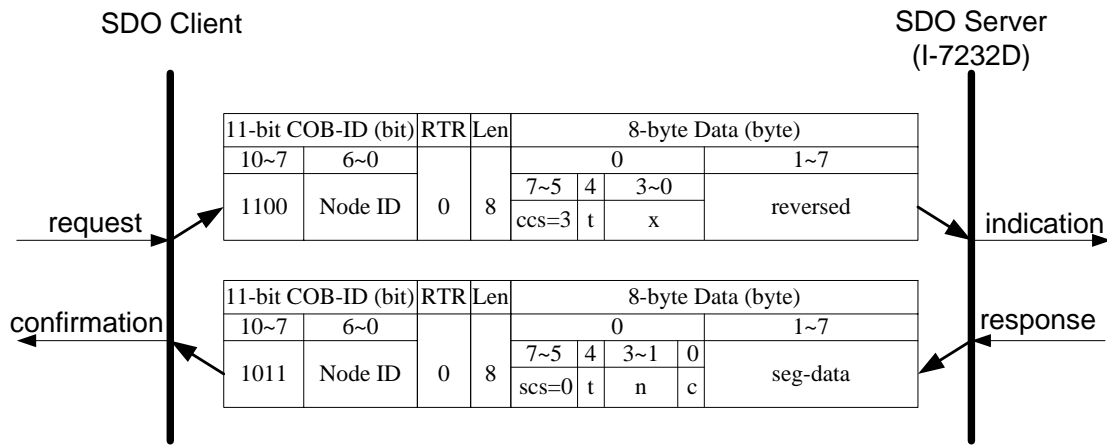 SDO Client
SDO Server
(I-7232D)
11-bit COB-ID (bit) RTR Len 8-byte Data (byte)
10~7 6~0 0 1~7
7~5 4 3~0
1100 Node ID 0 8 reversed
ccs=3 t x
request
indication
11-bit COB-ID (bit) RTR Len 8-byte Data (byte)
10~7 6~0 0 1~7
7~5 4 3~1 0
1011 Node ID 0 8 seg-data
scs=0 t n c
confirmation
response